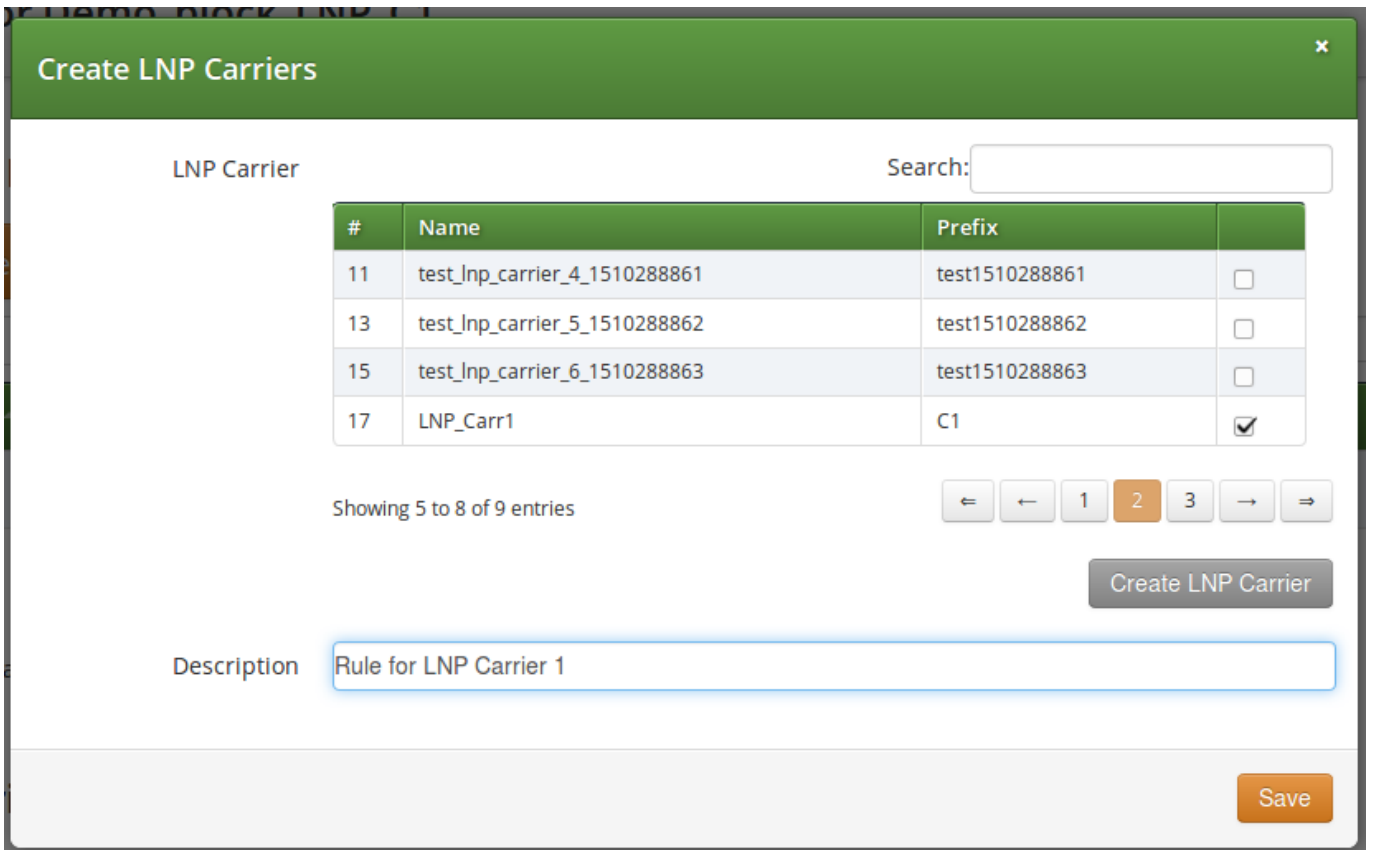 or Demo_block_LNP_C1
Create LNP Carriers ×
LNP Carrier Search:
# Name Prefix
11 test_lnp_carrier_4_1510288861 test1510288861
13 test_lnp_carrier_5_1510288862 test1510288862
15 test_lnp_carrier_6_1510288863 test1510288863
17 LNP_Carr1 C1
Showing 5 to 8 of 9 entries ⇐ ← 1 2 3 → ⇒
Create LNP Carrier
Description Rule for LNP Carrier 1
Save